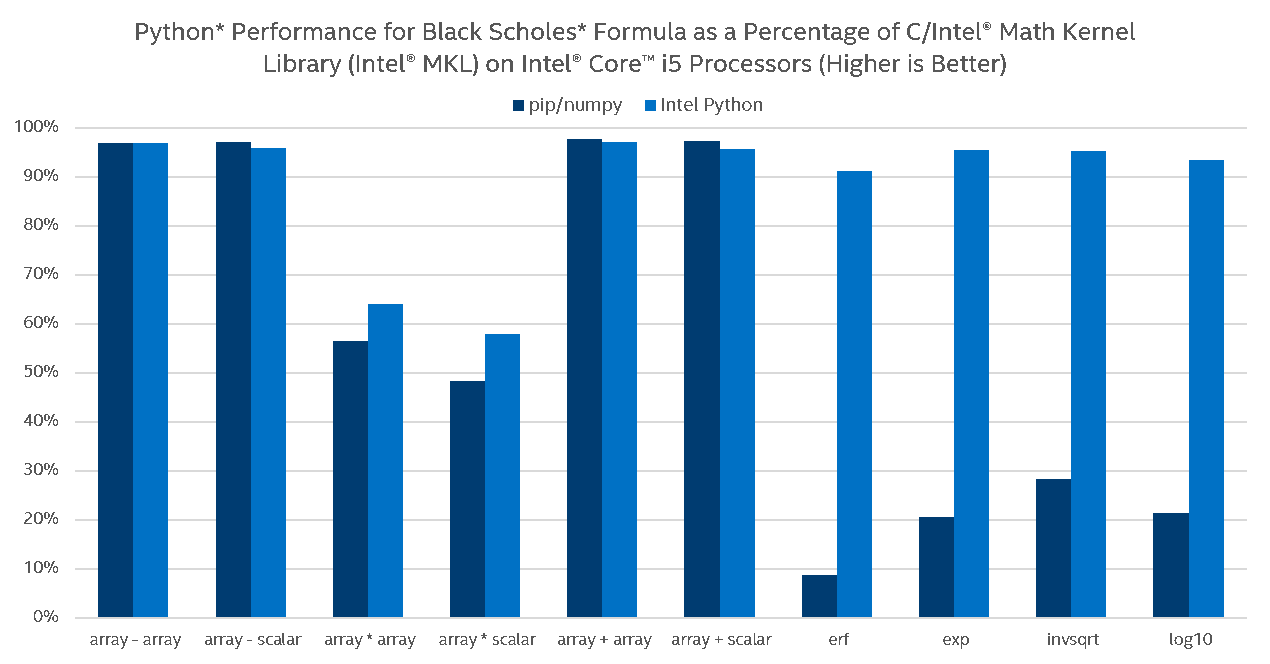 Python* Performance for Black Scholes* Formula as a Percentage of C/Intel® Math Kernel
Library (Intel® MKL) on Intel® Core™ i5 Processors (Higher is Better)
pip/numpy Intel Python
100%
90%
80%
70%
60%
50%
40%
30%
20%
10%
0%
array - array array - scalar array * array array * scalar array + array array + scalar erf exp invsqrt log10